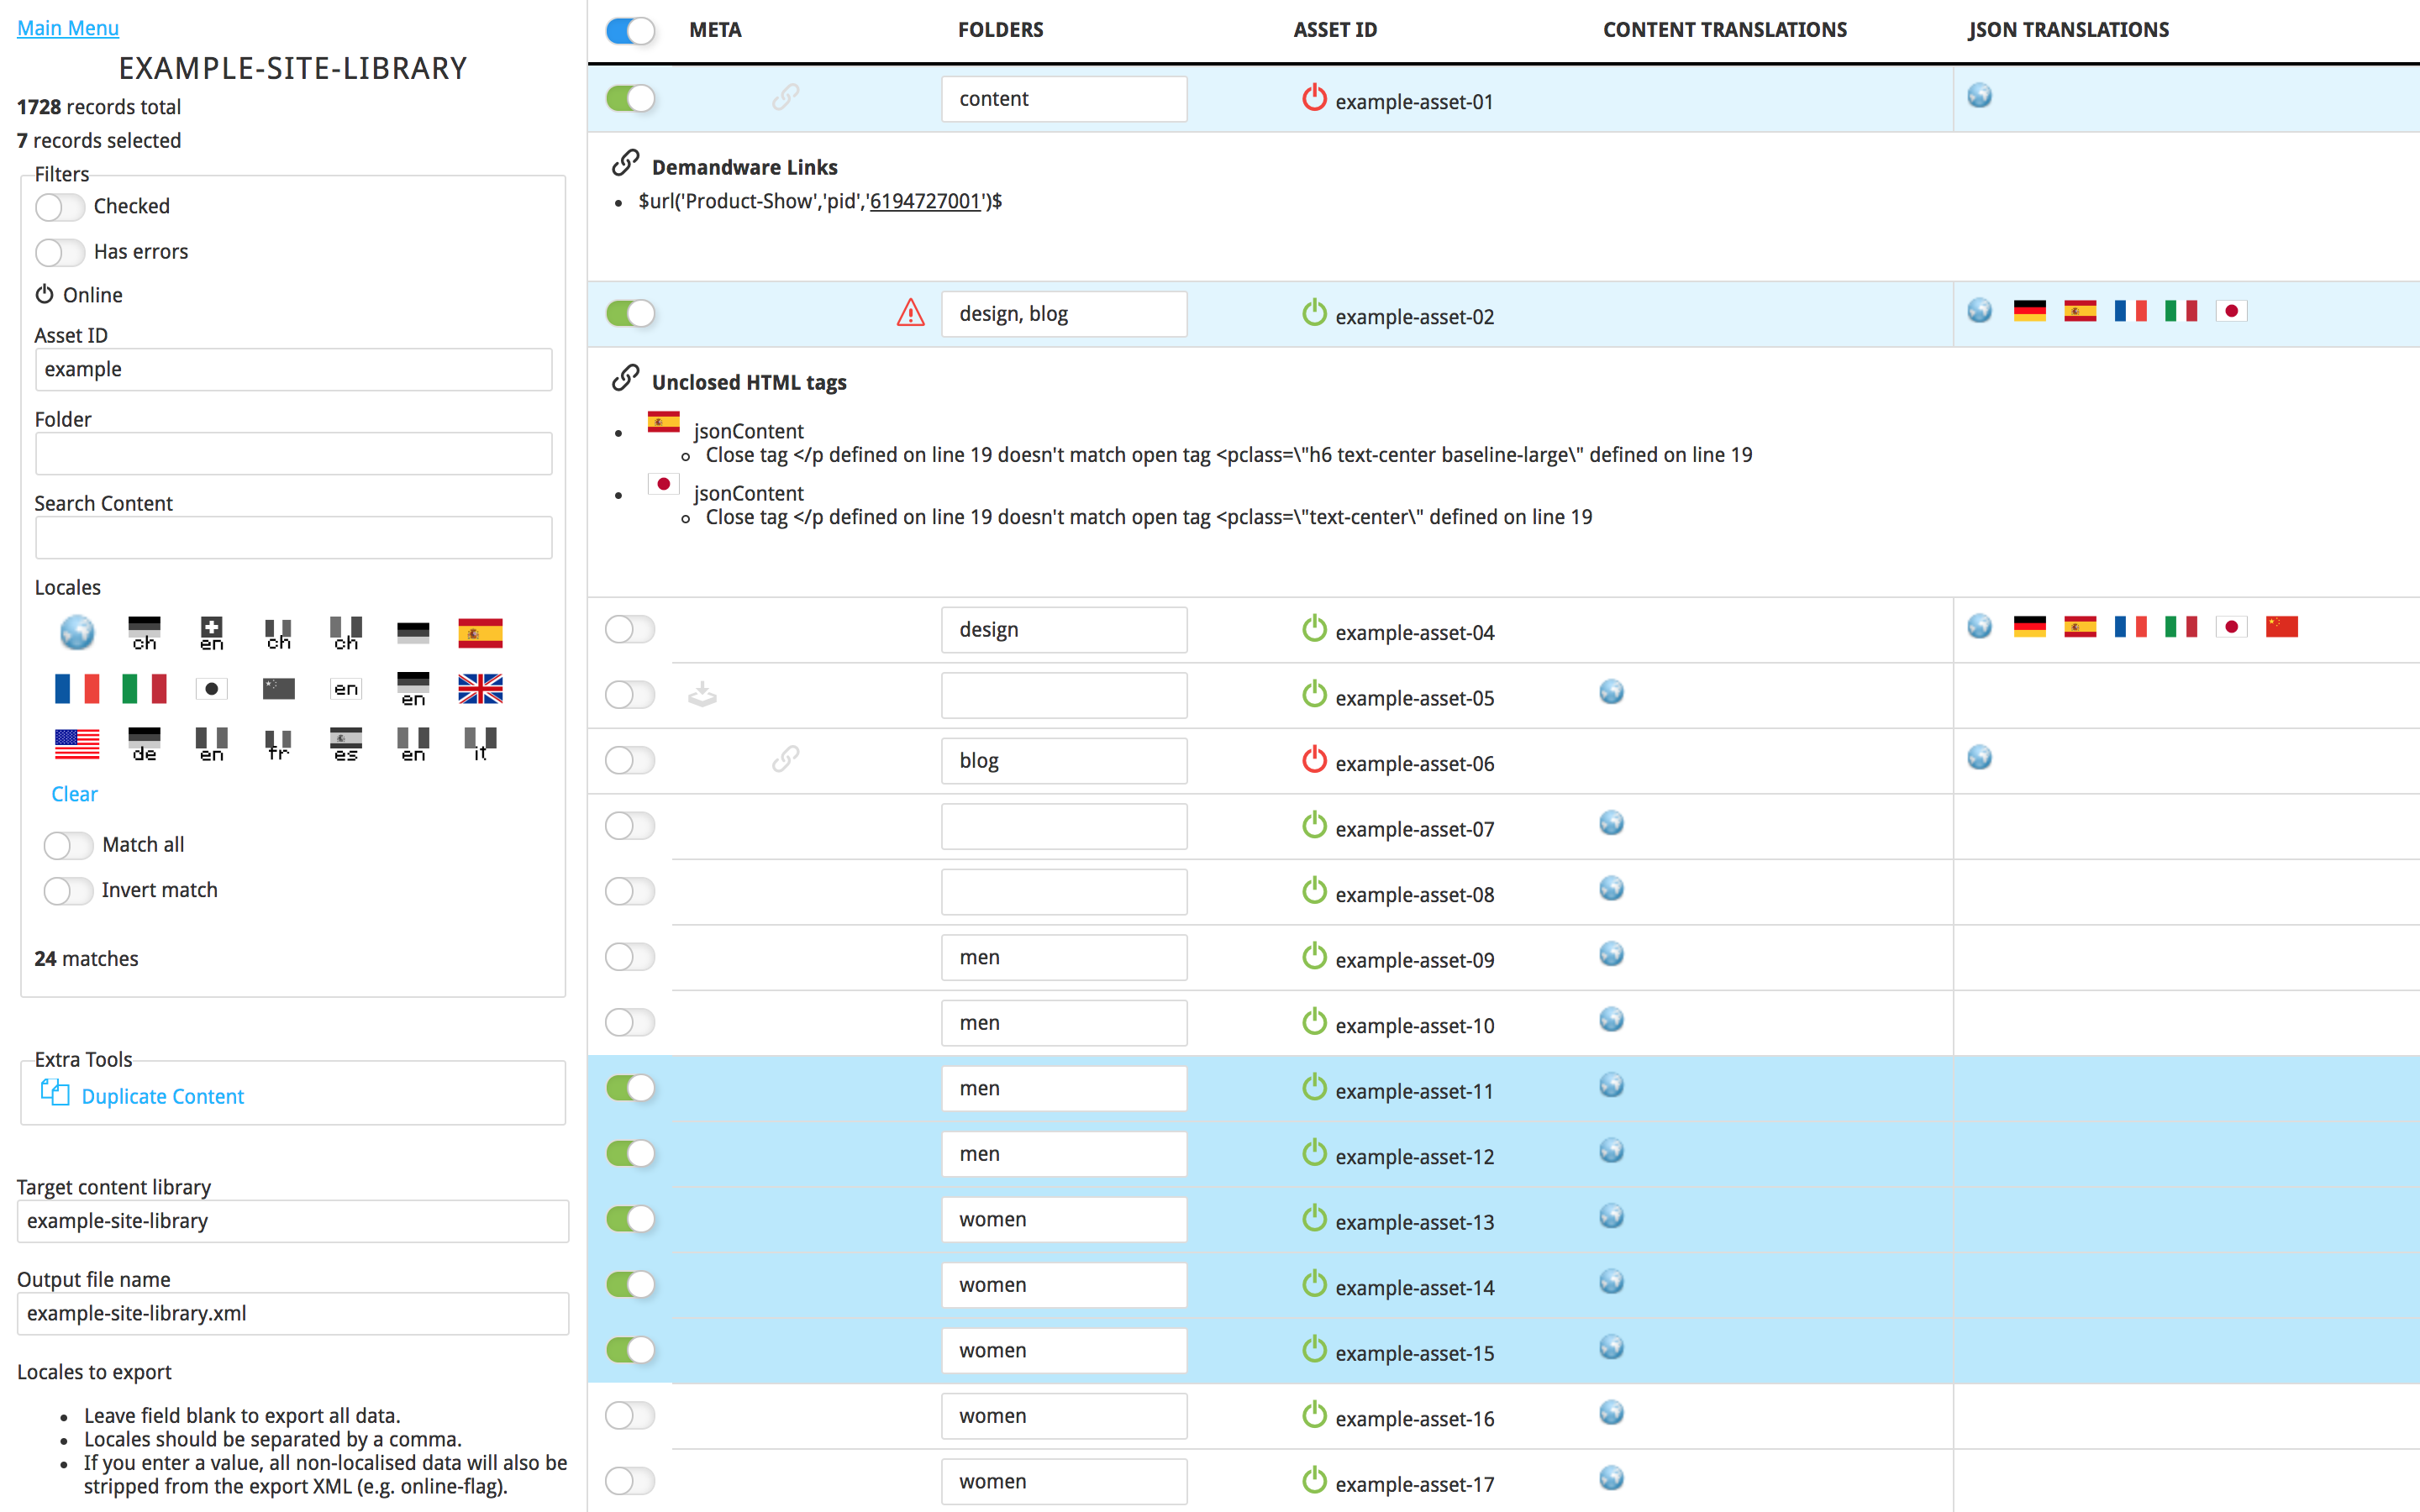 Main Menu
EXAMPLE-SITE-LIBRARY
1728 records total
7 records selected
Filters
Checked
Has errors
Online
Asset ID
example
Folder
Search Content
Locales
ch en ch ch
en en
de en fr es en it
Clear
Match all
Invert match
24 matches
Extra Tools
Duplicate Content
Target content library
example-site-library
Output file name
example-site-library.xml
Locales to export
• Leave field blank to export all data.
• Locales should be separated by a comma.
• If you enter a value, all non-localised data will also be
stripped from the export XML (e.g. online-flag).
META FOLDERS ASSET ID CONTENT TRANSLATIONS JSON TRANSLATIONS
content example-asset-01
Demandware Links
• $url('Product-Show','pid','6194727001')$
design, blog example-asset-02
Unclosed HTML tags
• jsonContent
Close tag </p defined on line 19 doesn't match open tag <pclass=\"h6 text-center baseline-large\" defined on line 19
• jsonContent
Close tag </p defined on line 19 doesn't match open tag <pclass=\"text-center\" defined on line 19
design example-asset-04
example-asset-05
blog example-asset-06
example-asset-07
example-asset-08
men example-asset-09
men example-asset-10
men example-asset-11
men example-asset-12
women example-asset-13
women example-asset-14
women example-asset-15
women example-asset-16
women example-asset-17